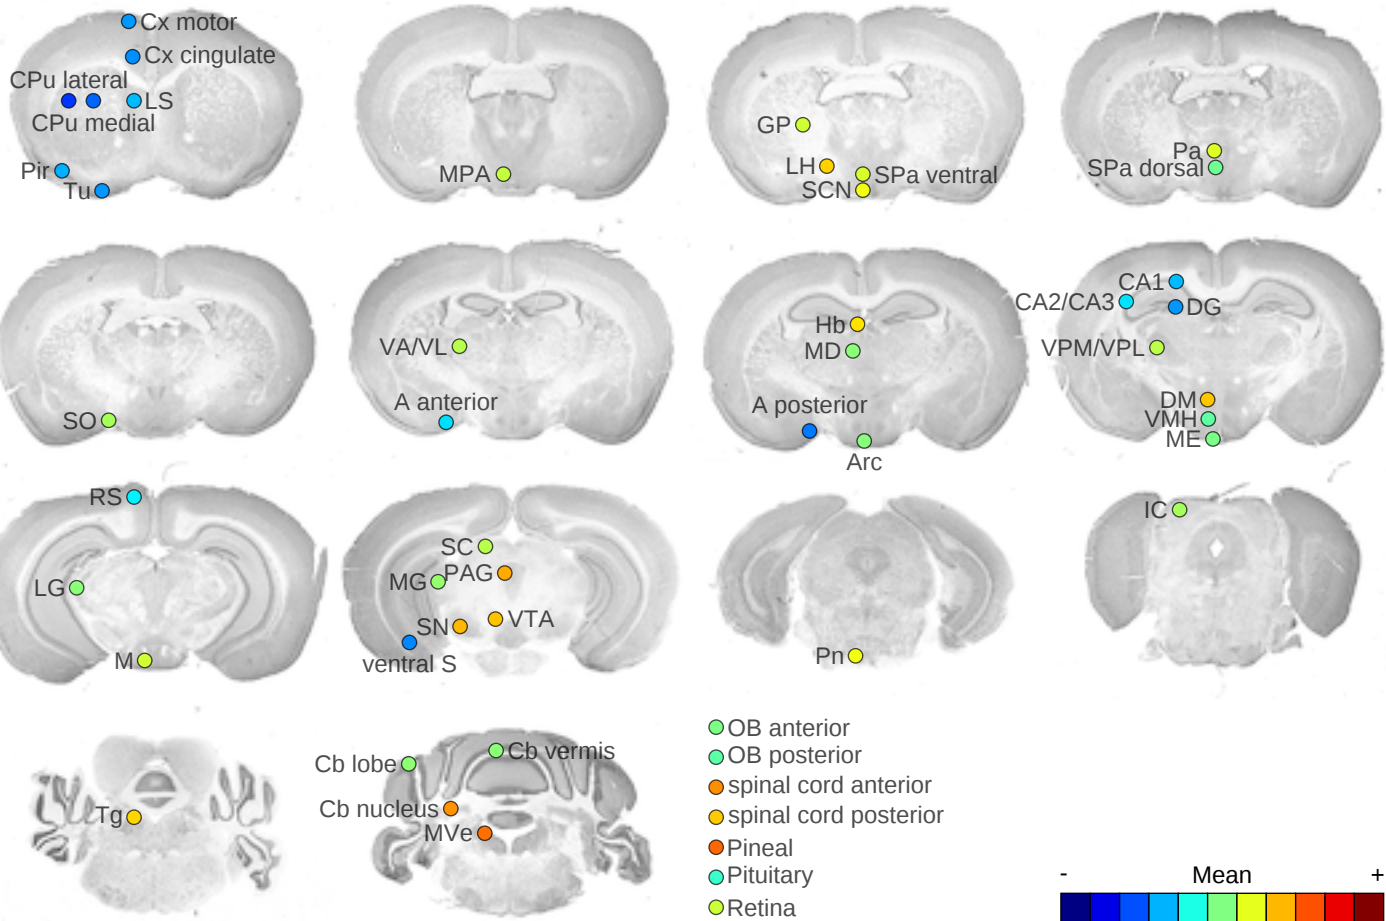 Cx motor
Cx cingulate
CPu lateral
LS
CPu medial
Pir
Tu
MPA
GP
LH
SPa ventral
SCN
Pa
SPa dorsal
SO
VA/VL
A anterior
Hb
MD
A posterior
Arc
CA1
CA2/CA3
DG
VPM/VPL
DM
VMH
ME
RS
LG
M
SC
MG
PAG
SN
VTA
ventral S
Pn
IC
Tg
Cb lobe
Cb vermis
Cb nucleus
MVe
OB anterior
OB posterior
spinal cord anterior
spinal cord posterior
Pineal
Pituitary
Retina
- Mean +